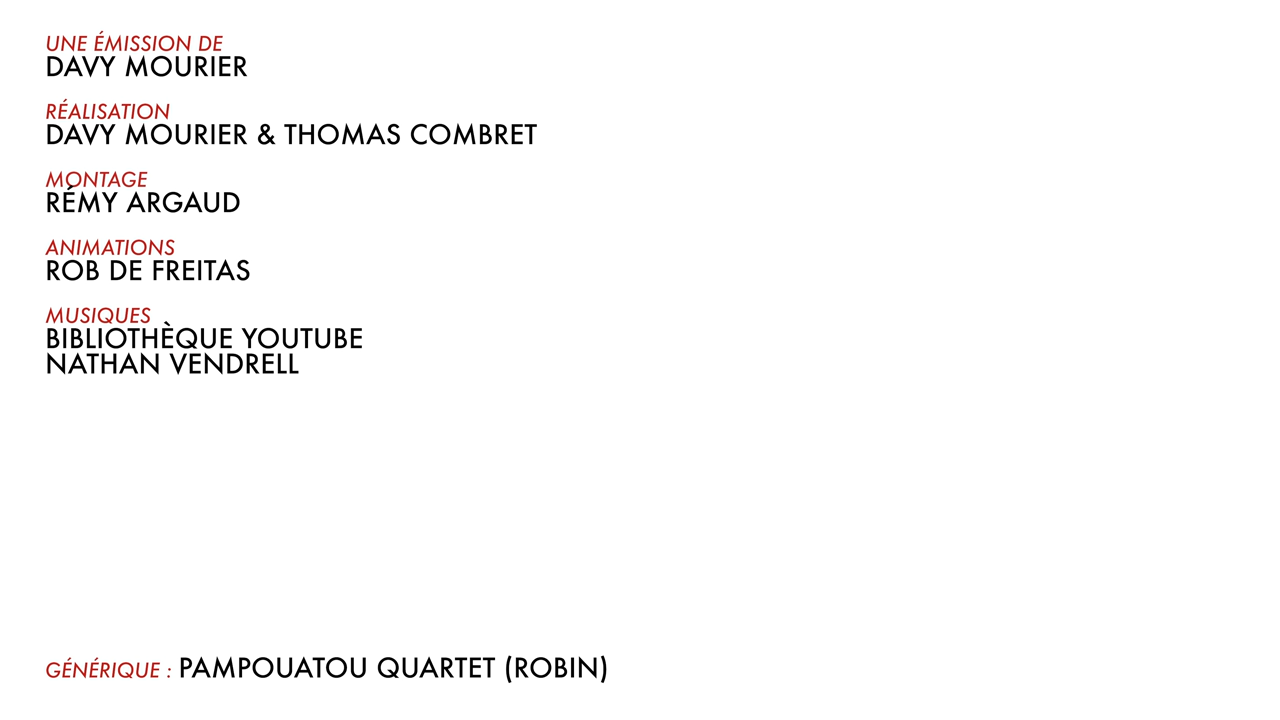 UNE ÉMISSION DE
DAVY MOURIER
RÉALISATION
DAVY MOURIER & THOMAS COMBRET
MONTAGE
RÉMY ARGAUD
ANIMATIONS
ROB DE FREITAS
MUSIQUES
BIBLIOTHÈQUE YOUTUBE
NATHAN VENDRELL
GÉNÉRIQUE : PAMPOUATOU QUARTET (ROBIN)